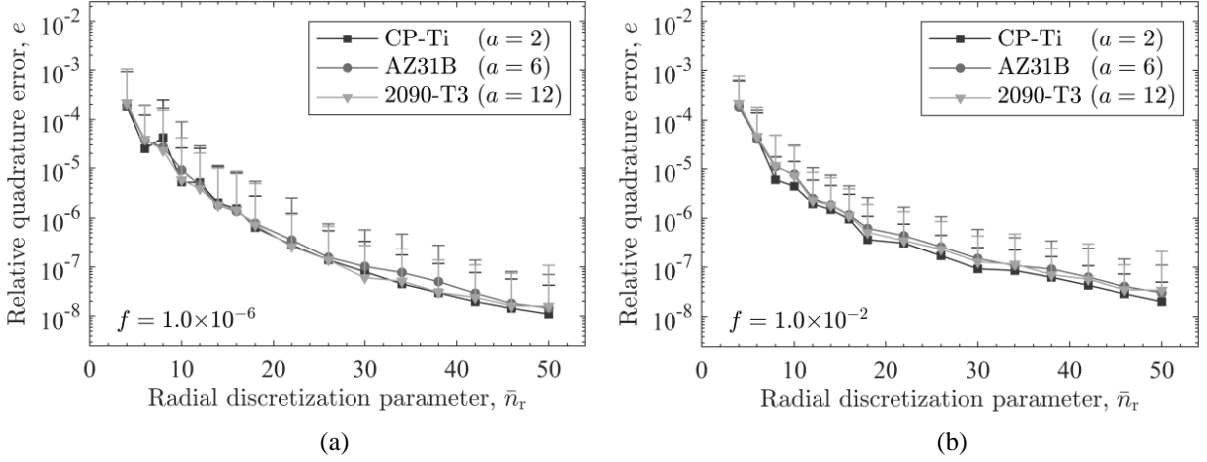 10⁻²
10⁻³
10⁻⁴
10⁻⁵
10⁻⁶
10⁻⁷
10⁻⁸
Relative quadrature error, e
CP-Ti (a = 2)
AZ31B (a = 6)
2090-T3 (a = 12)
f = 1.0×10⁻⁶
0 10 20 30 40 50
Radial discretization parameter, n̄ᵣ
(a)
10⁻²
10⁻³
10⁻⁴
10⁻⁵
10⁻⁶
10⁻⁷
10⁻⁸
Relative quadrature error, e
CP-Ti (a = 2)
AZ31B (a = 6)
2090-T3 (a = 12)
f = 1.0×10⁻²
0 10 20 30 40 50
Radial discretization parameter, n̄ᵣ
(b)